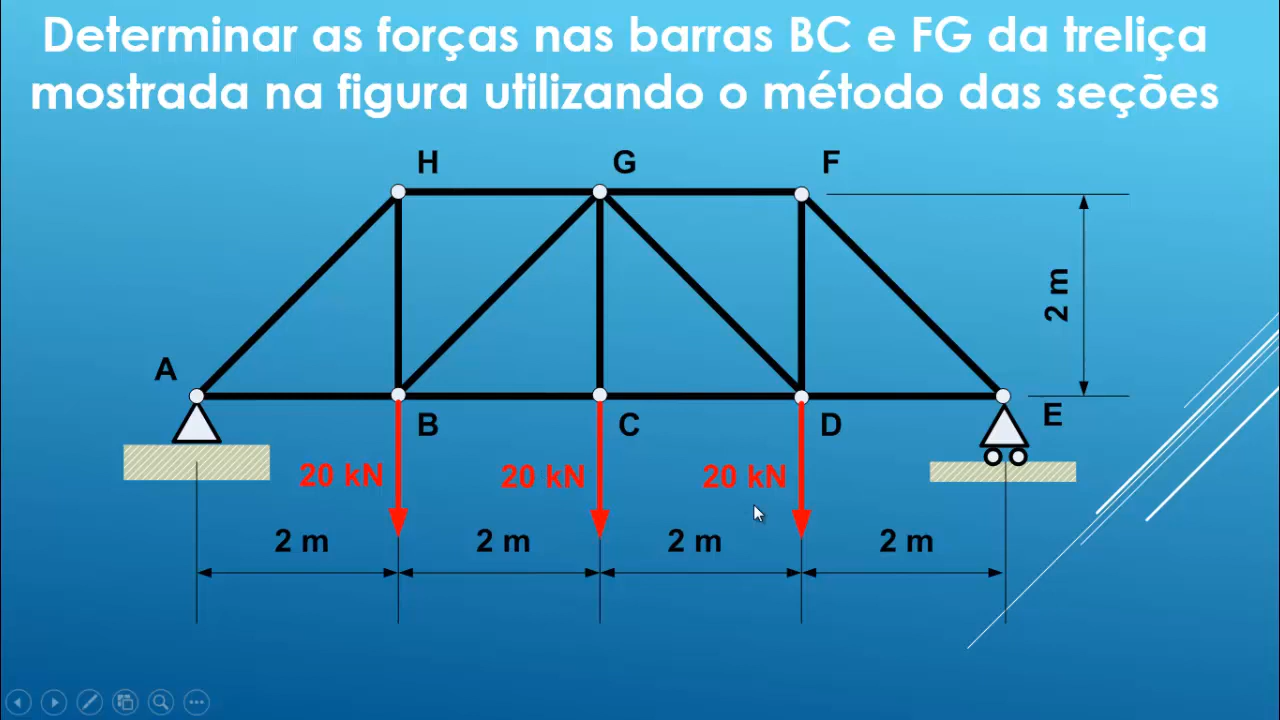 Determinar as forças nas barras BC e FG da treliça
mostrada na figura utilizando o método das seções
H
G
F
2 m
A
B
C
D
E
20 kN
20 kN
20 kN
2 m
2 m
2 m
2 m